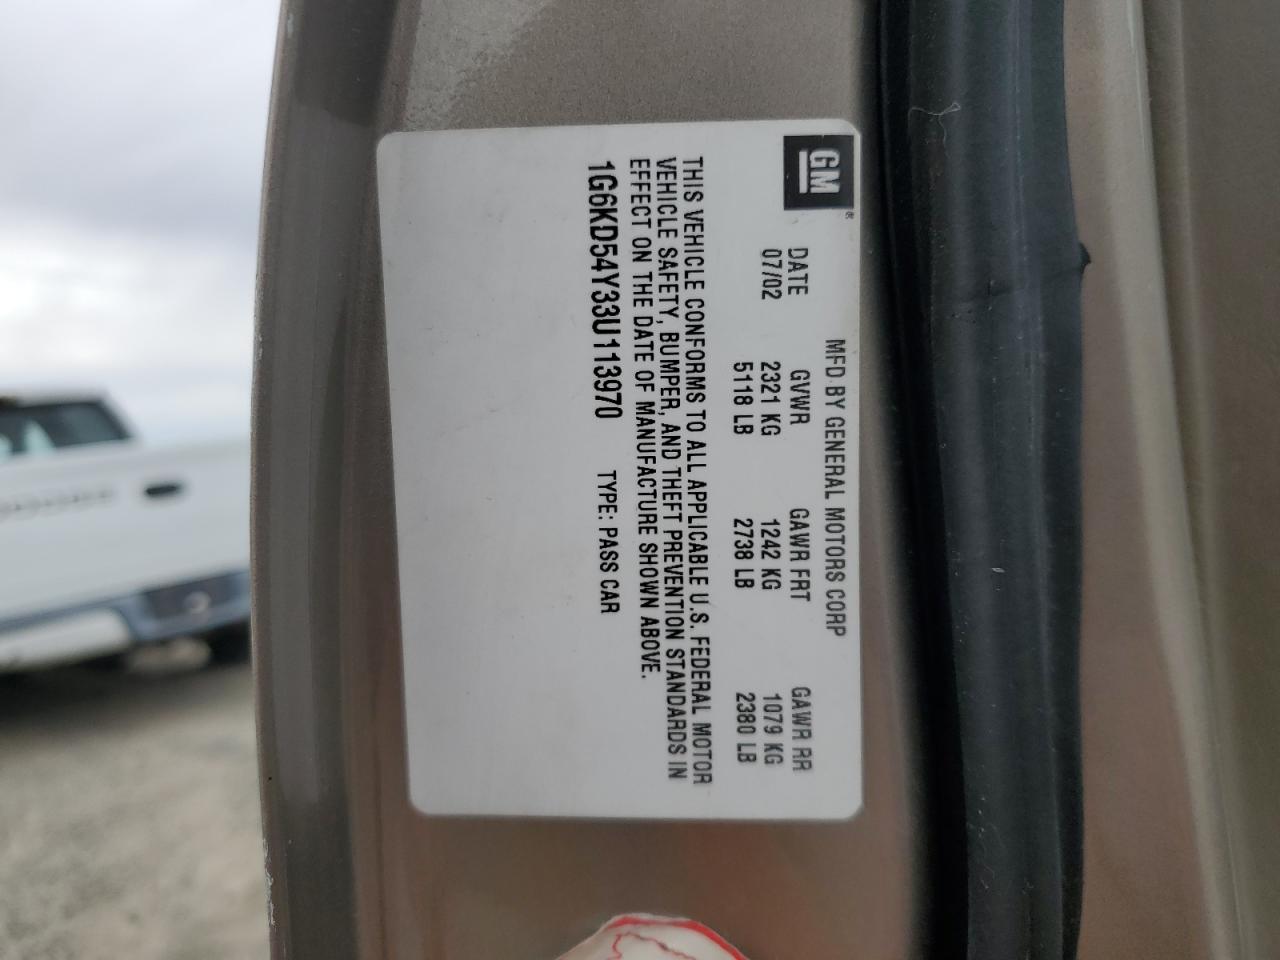 GM®
MFD BY GENERAL MOTORS CORP
DATE GVWR GAWR FRT GAWR RR
07/02 2321 KG 1242 KG 1079 KG
5118 LB 2738 LB 2380 LB
THIS VEHICLE CONFORMS TO ALL APPLICABLE U.S. FEDERAL MOTOR
VEHICLE SAFETY, BUMPER, AND THEFT PREVENTION STANDARDS IN
EFFECT ON THE DATE OF MANUFACTURE SHOWN ABOVE.
1G6KD54Y33U113970 TYPE: PASS CAR